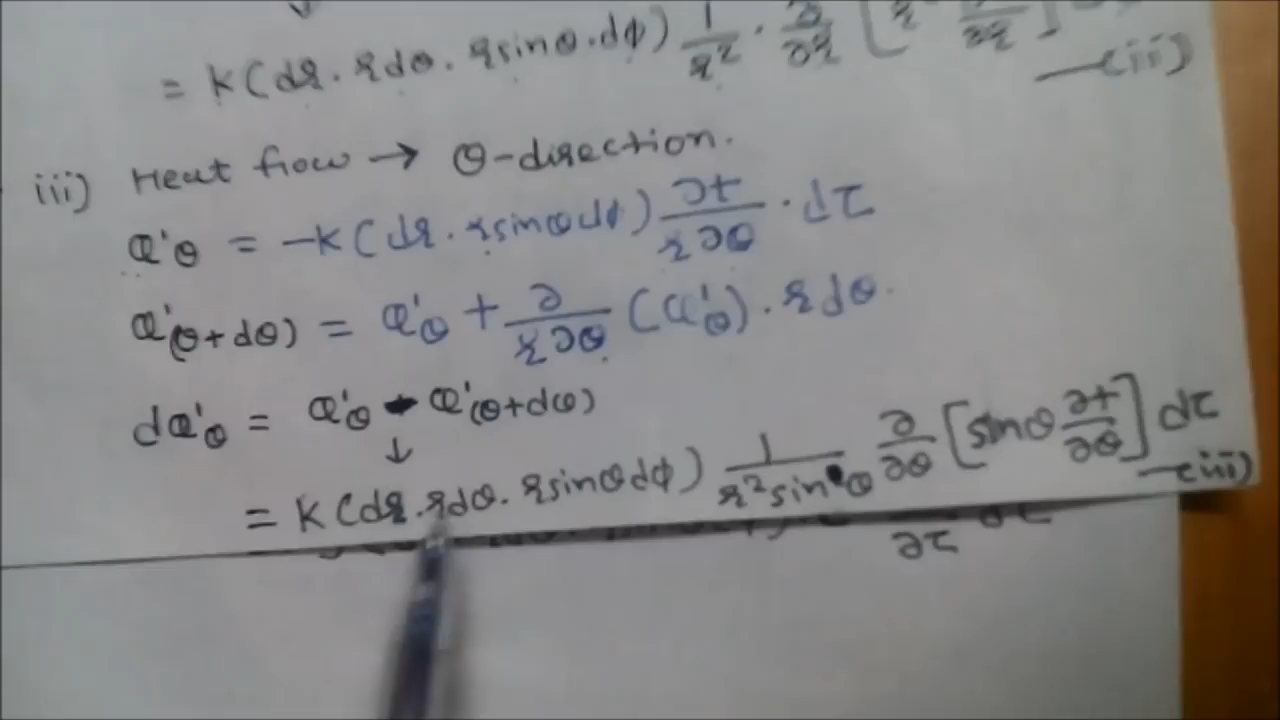 = K(dr. rdθ. rsinθ.dφ) 1/r² . ∂/∂r [
—(ii)
iii) Heat flow → θ-direction.
Q'θ = -K(dr. rsinθdφ) ∂t/r∂θ . dτ
Q'(θ+dθ) = Q'θ + ∂/r∂θ (Q'θ). rdθ.
dQ'θ = Q'θ - Q'(θ+dθ)
↓
= K(dr. rdθ. rsinθdφ) 1/r²sinθ ∂/∂θ [sinθ ∂t/∂θ] dτ
—(iii)
∂τ